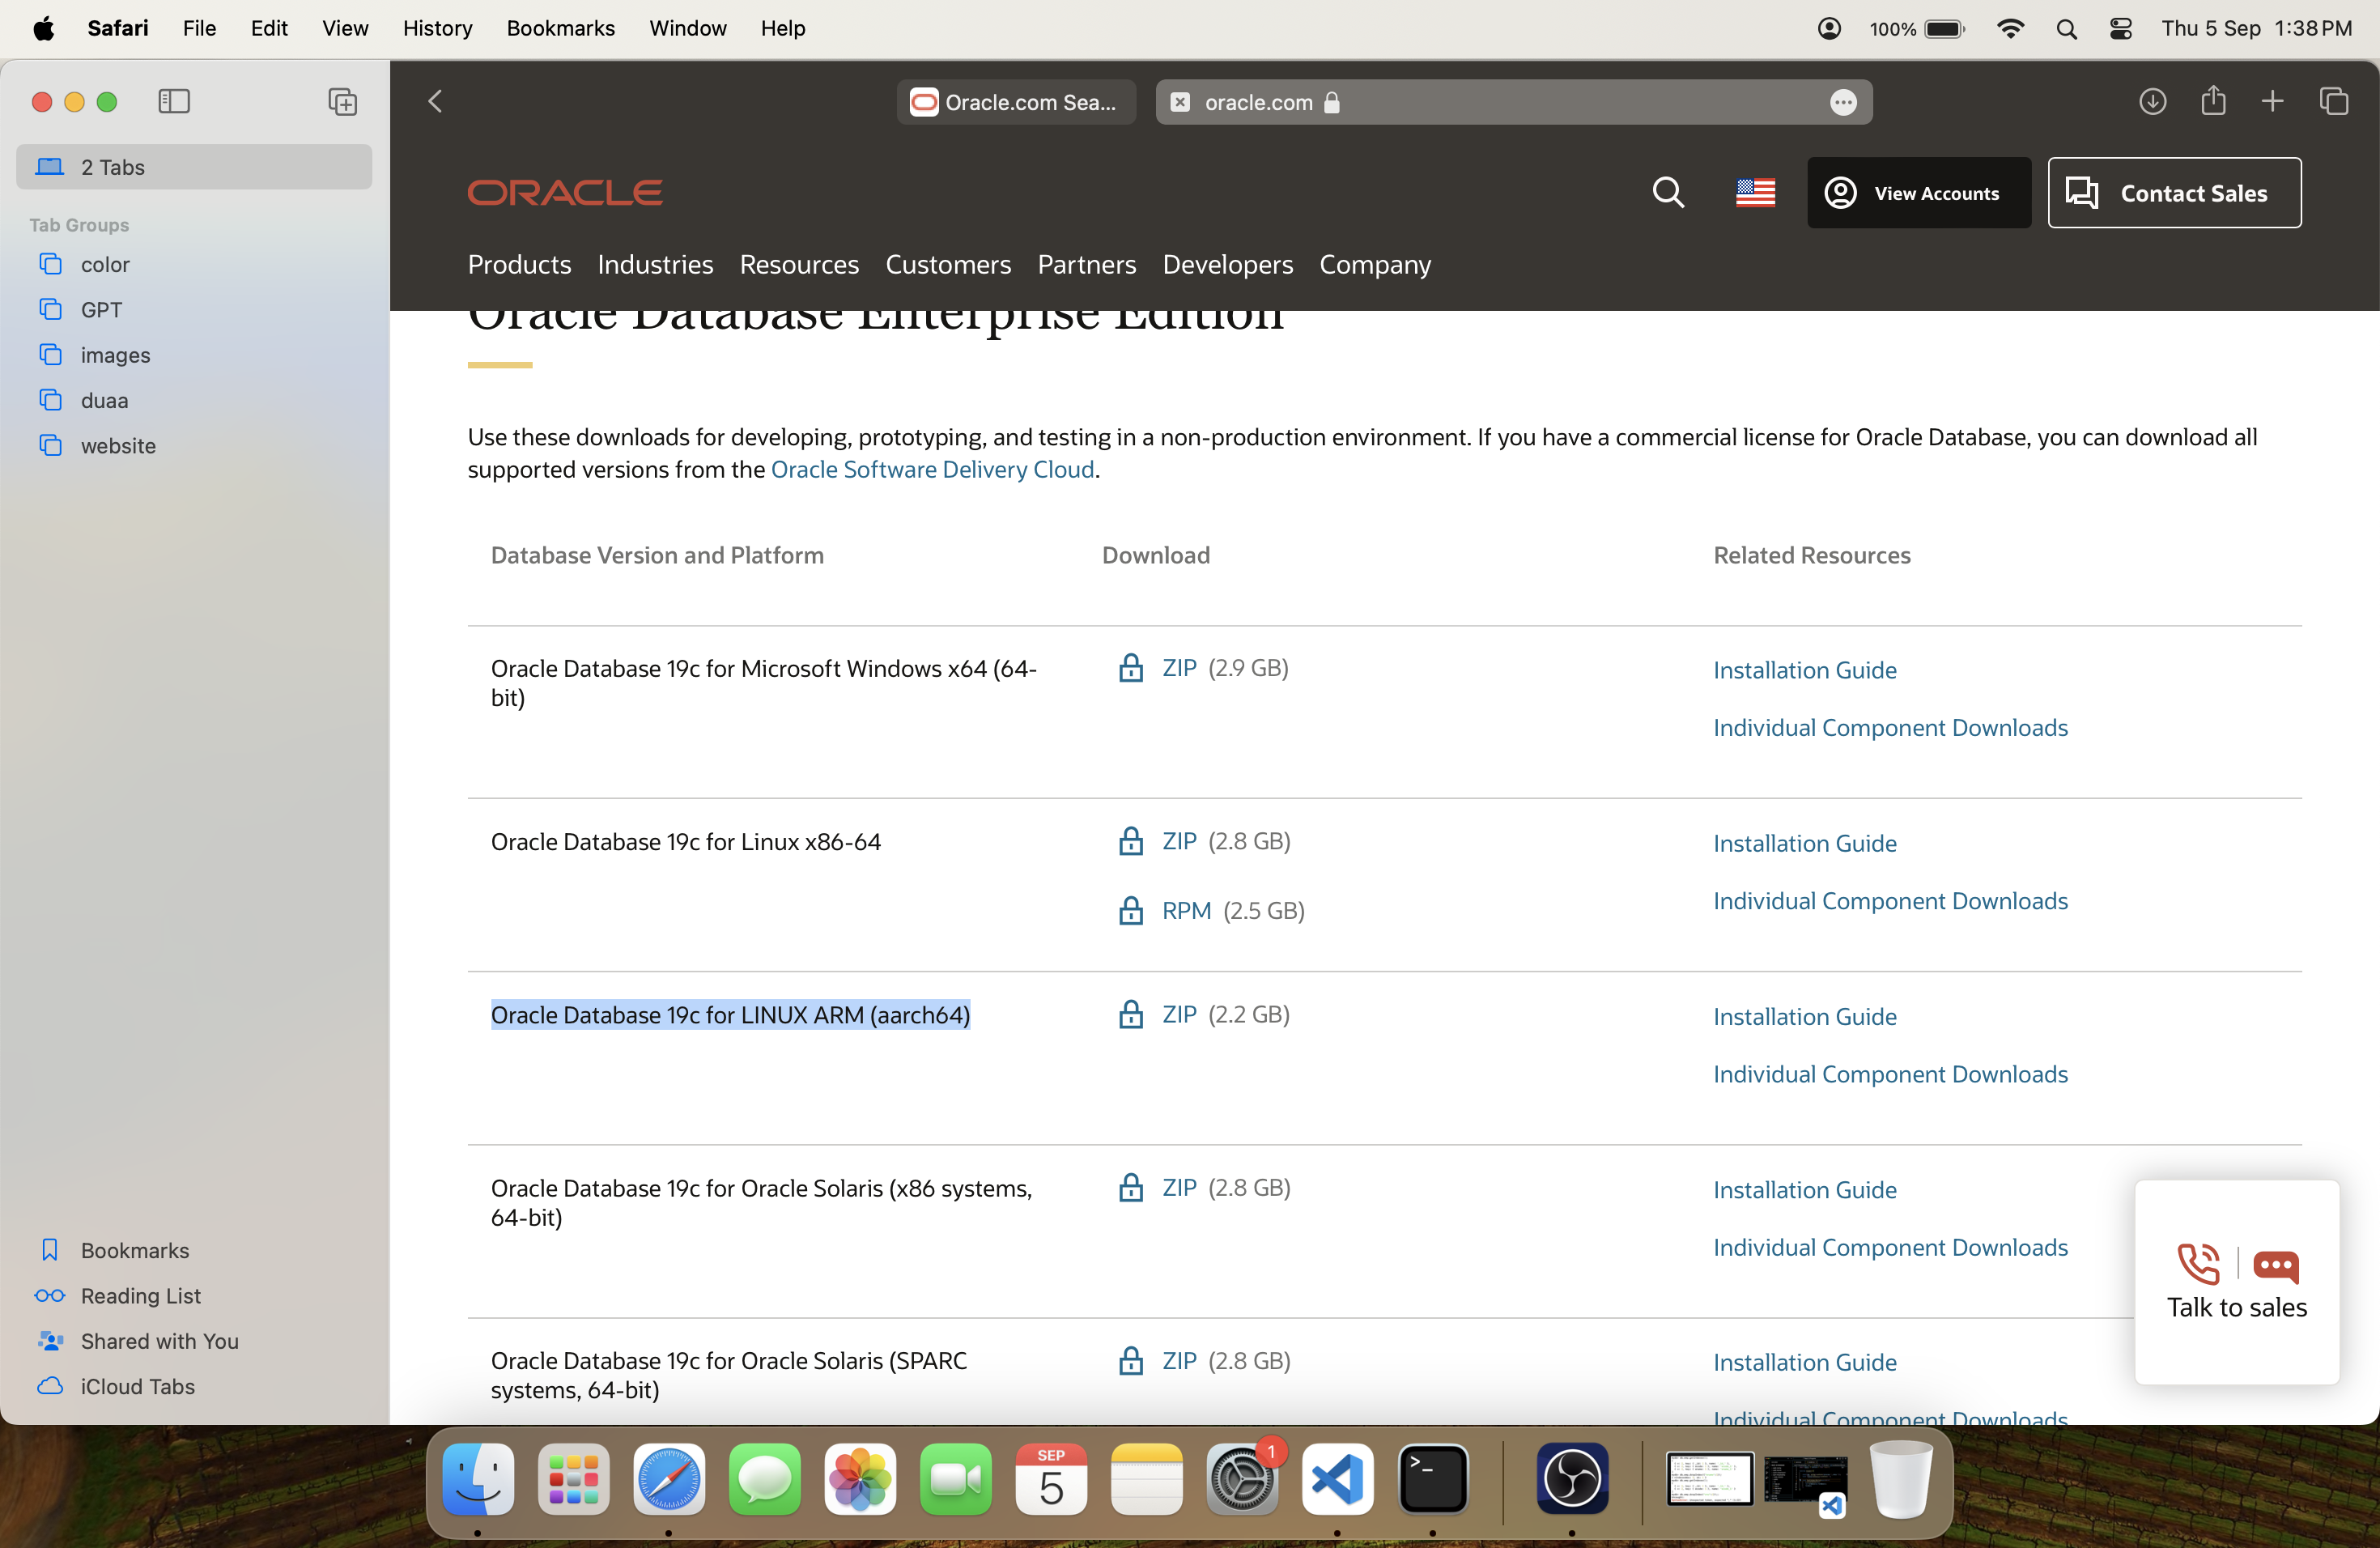 Safari File Edit View History Bookmarks Window Help
100% Thu 5 Sep 1:38 PM
Oracle.com Sea...
oracle.com
2 Tabs
Tab Groups
color
GPT
images
duaa
website
Bookmarks
Reading List
Shared with You
iCloud Tabs
ORACLE
View Accounts
Contact Sales
Products Industries Resources Customers Partners Developers Company
Oracle Database Enterprise Edition
Use these downloads for developing, prototyping, and testing in a non-production environment. If you have a commercial license for Oracle Database, you can download all
supported versions from the Oracle Software Delivery Cloud.
Database Version and Platform Download Related Resources
Oracle Database 19c for Microsoft Windows x64 (64-
bit)
ZIP (2.9 GB)
Installation Guide
Individual Component Downloads
Oracle Database 19c for Linux x86-64
ZIP (2.8 GB)
RPM (2.5 GB)
Installation Guide
Individual Component Downloads
Oracle Database 19c for LINUX ARM (aarch64)
ZIP (2.2 GB)
Installation Guide
Individual Component Downloads
Oracle Database 19c for Oracle Solaris (x86 systems,
64-bit)
ZIP (2.8 GB)
Installation Guide
Individual Component Downloads
Oracle Database 19c for Oracle Solaris (SPARC
systems, 64-bit)
ZIP (2.8 GB)
Installation Guide
Individual Component Downloads
Talk to sales
SEP
5
1